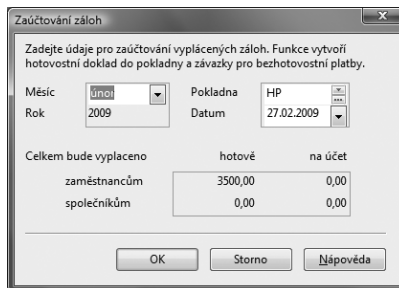 Zaúčtování záloh
Zadejte údaje pro zaúčtování vyplácených záloh. Funkce vytvoří
hotovostní doklad do pokladny a závazky pro bezhotovostní platby.
Měsíc únor Pokladna HP
Rok 2009 Datum 27.02.2009
Celkem bude vyplaceno hotově na účet
zaměstnancům 3500,00 0,00
společníkům 0,00 0,00
OK Storno Nápověda